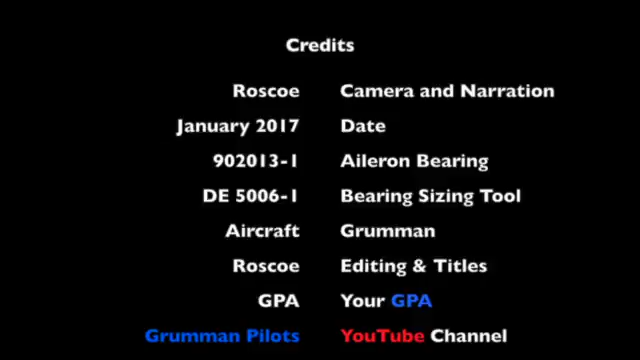 Credits
Roscoe Camera and Narration
January 2017 Date
902013-1 Aileron Bearing
DE 5006-1 Bearing Sizing Tool
Aircraft Grumman
Roscoe Editing & Titles
GPA Your GPA
Grumman Pilots YouTube Channel